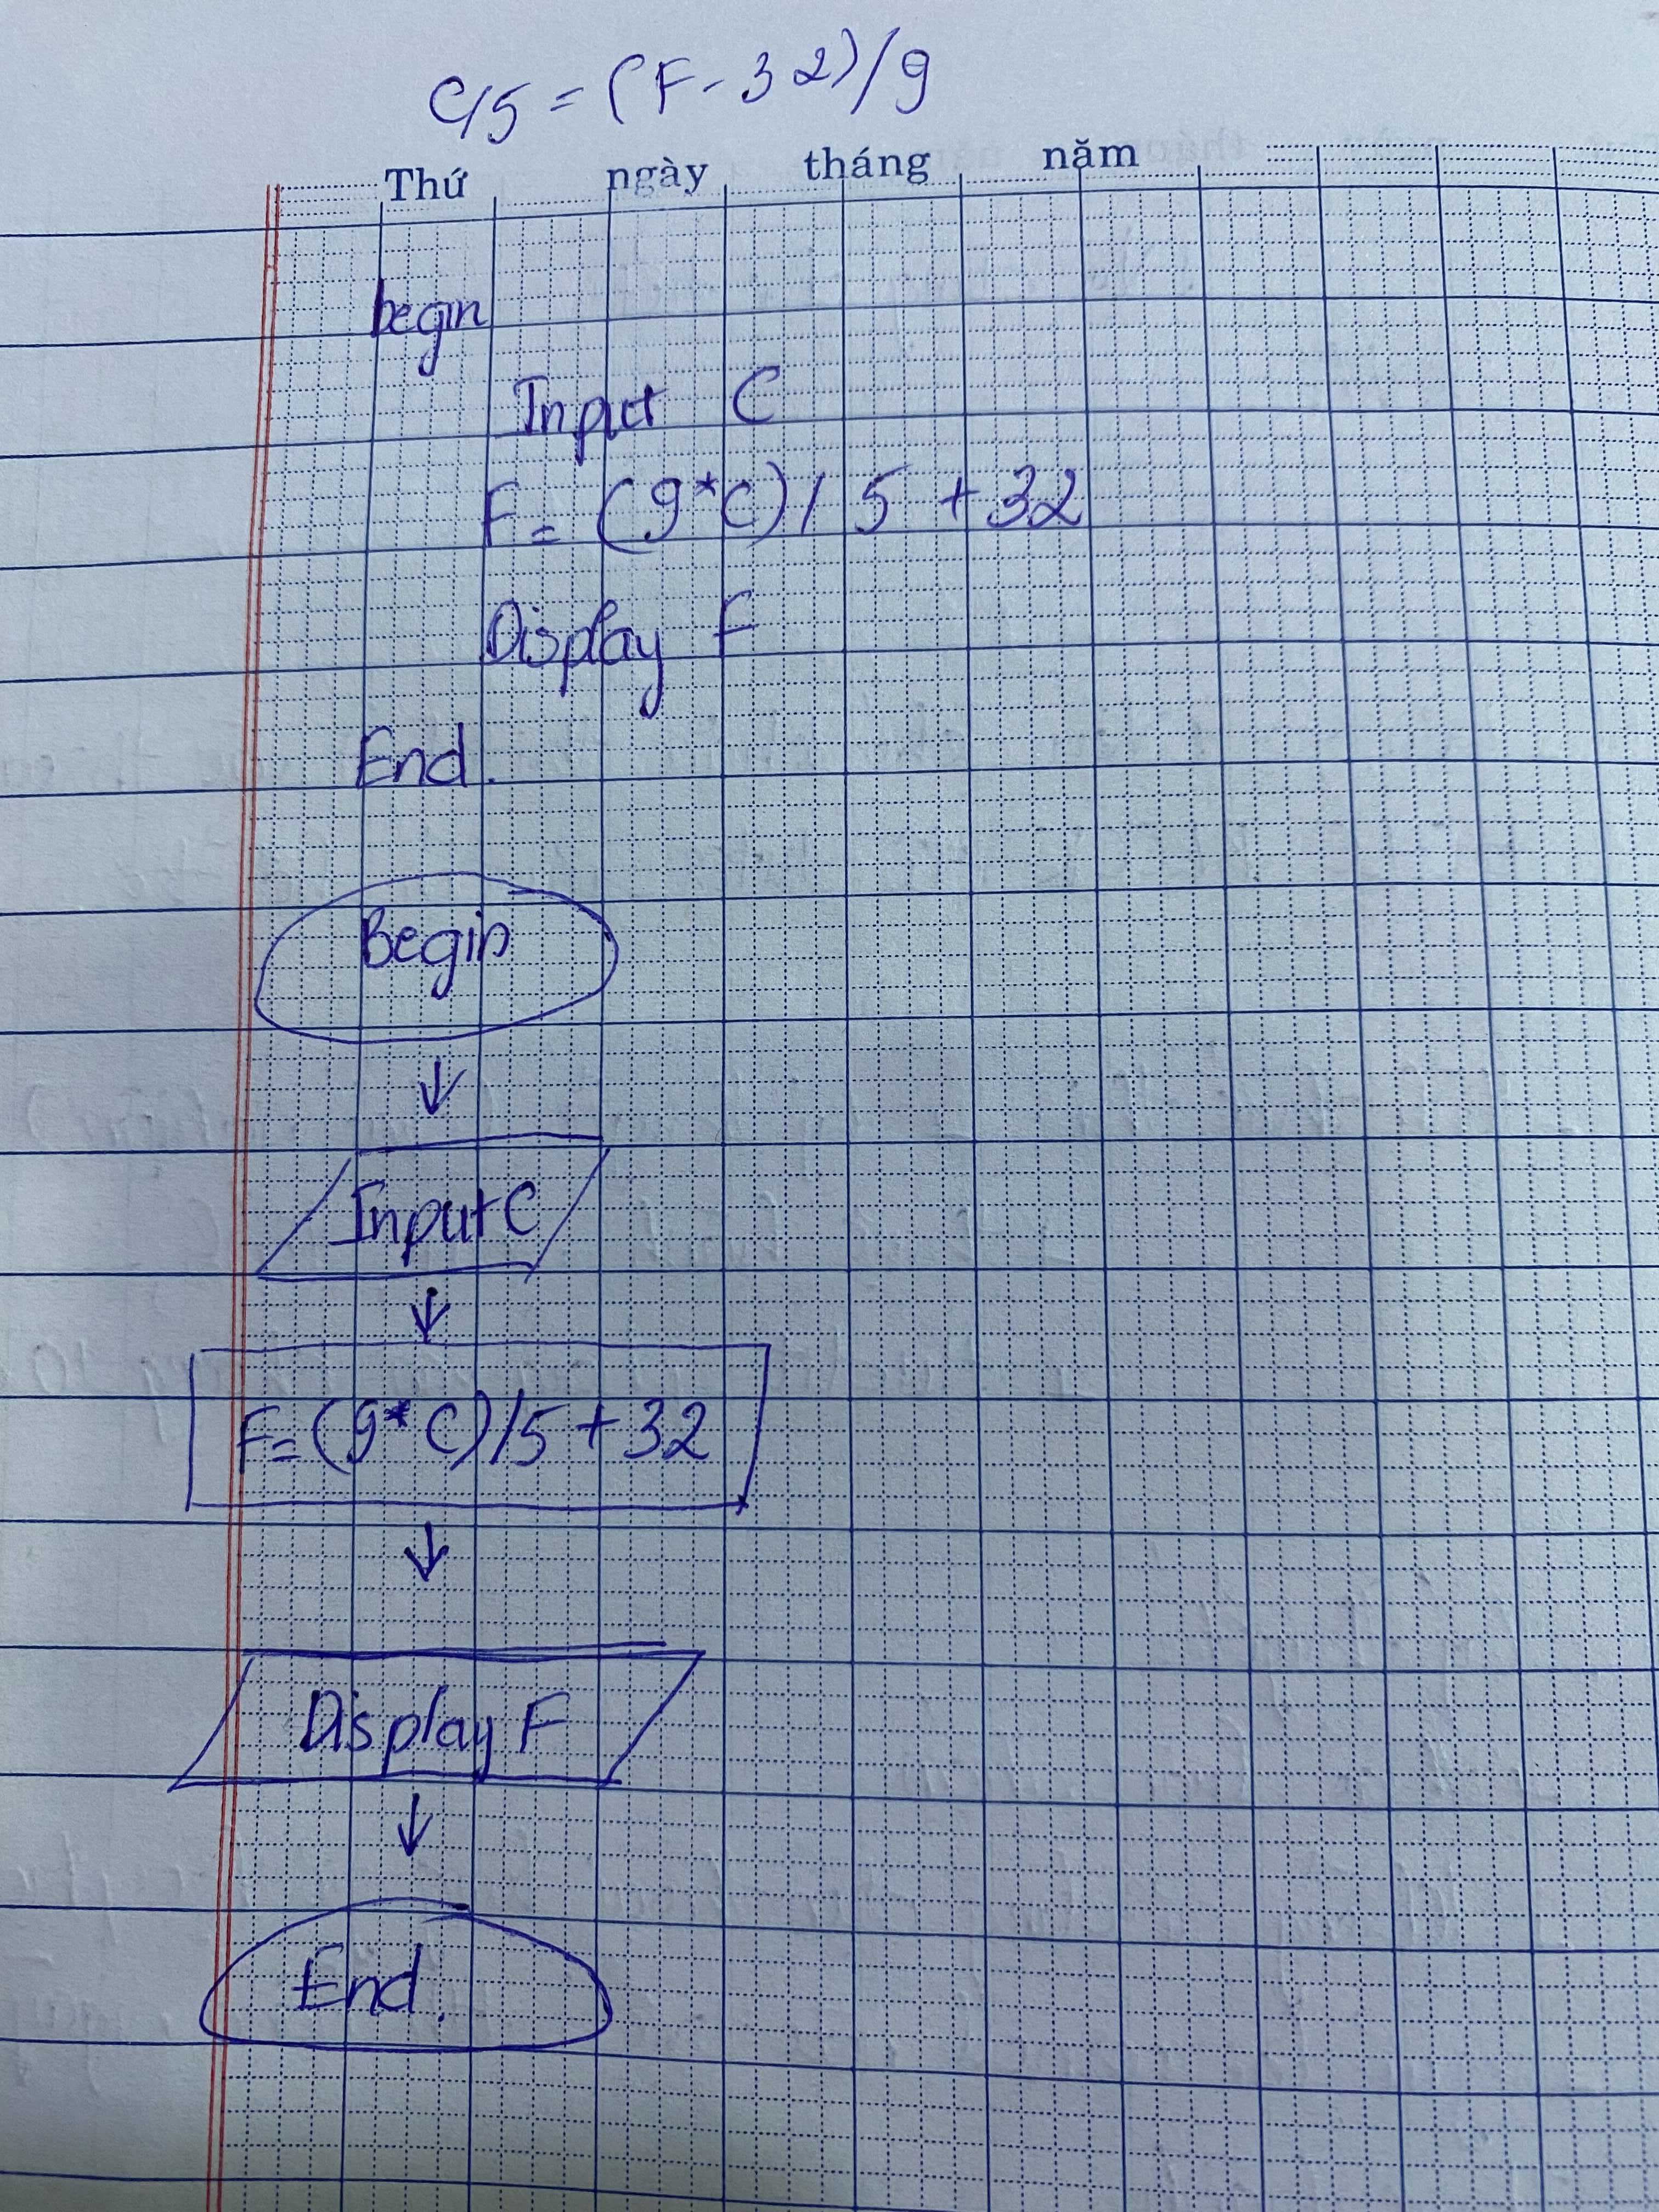 C/5 = (F - 32)/9
Thứ ngày tháng năm
begin
Input C
F = (9*C) / 5 + 32
Display F
End.
Begin
↓
Input C
↓
F = (9*C)/5 + 32
↓
Display F
↓
End.